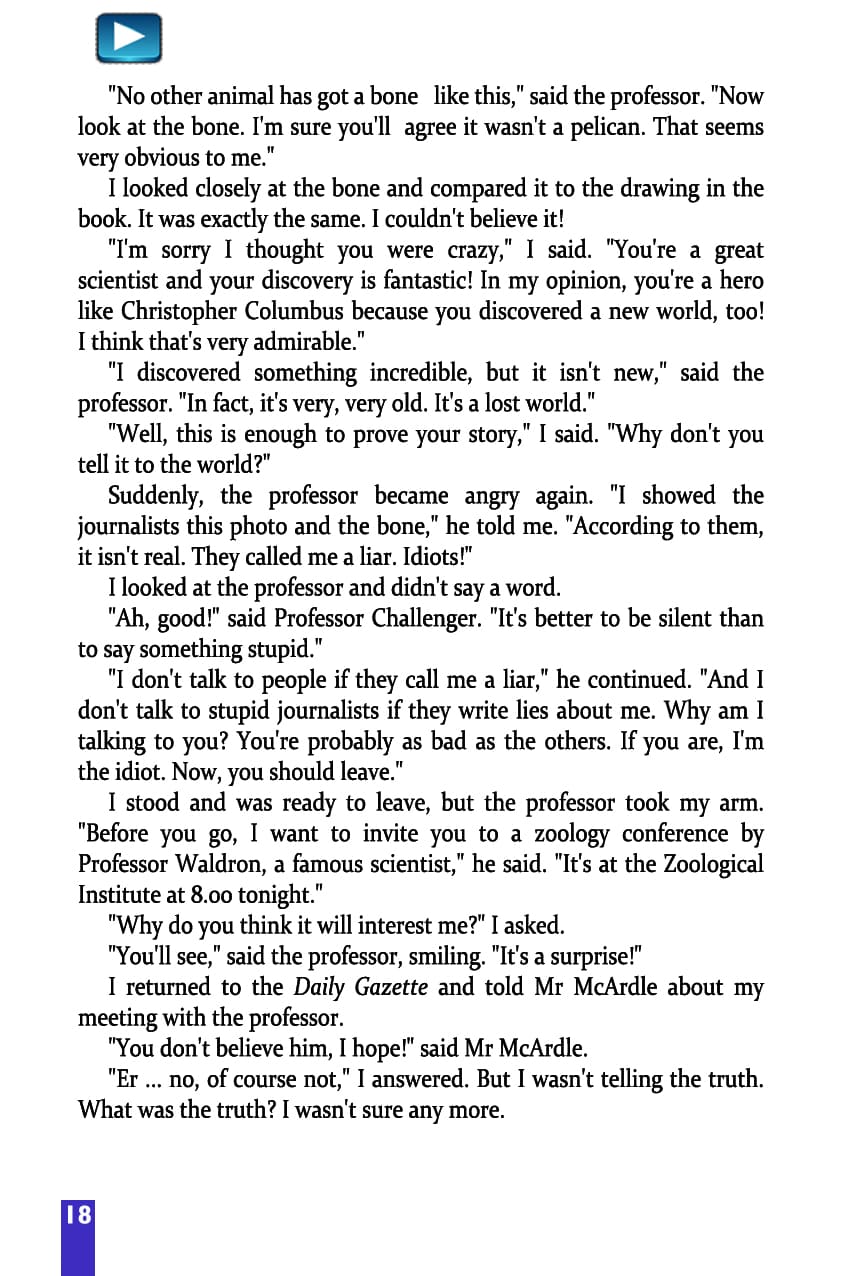 "No other animal has got a bone like this," said the professor. "Now
look at the bone. I'm sure you'll agree it wasn't a pelican. That seems
very obvious to me."
I looked closely at the bone and compared it to the drawing in the
book. It was exactly the same. I couldn't believe it!
"I'm sorry I thought you were crazy," I said. "You're a great
scientist and your discovery is fantastic! In my opinion, you're a hero
like Christopher Columbus because you discovered a new world, too!
I think that's very admirable."
"I discovered something incredible, but it isn't new," said the
professor. "In fact, it's very, very old. It's a lost world."
"Well, this is enough to prove your story," I said. "Why don't you
tell it to the world?"
Suddenly, the professor became angry again. "I showed the
journalists this photo and the bone," he told me. "According to them,
it isn't real. They called me a liar. Idiots!"
I looked at the professor and didn't say a word.
"Ah, good!" said Professor Challenger. "It's better to be silent than
to say something stupid."
"I don't talk to people if they call me a liar," he continued. "And I
don't talk to stupid journalists if they write lies about me. Why am I
talking to you? You're probably as bad as the others. If you are, I'm
the idiot. Now, you should leave."
I stood and was ready to leave, but the professor took my arm.
"Before you go, I want to invite you to a zoology conference by
Professor Waldron, a famous scientist," he said. "It's at the Zoological
Institute at 8.00 tonight."
"Why do you think it will interest me?" I asked.
"You'll see," said the professor, smiling. "It's a surprise!"
I returned to the Daily Gazette and told Mr McArdle about my
meeting with the professor.
"You don't believe him, I hope!" said Mr McArdle.
"Er ... no, of course not," I answered. But I wasn't telling the truth.
What was the truth? I wasn't sure any more.
18